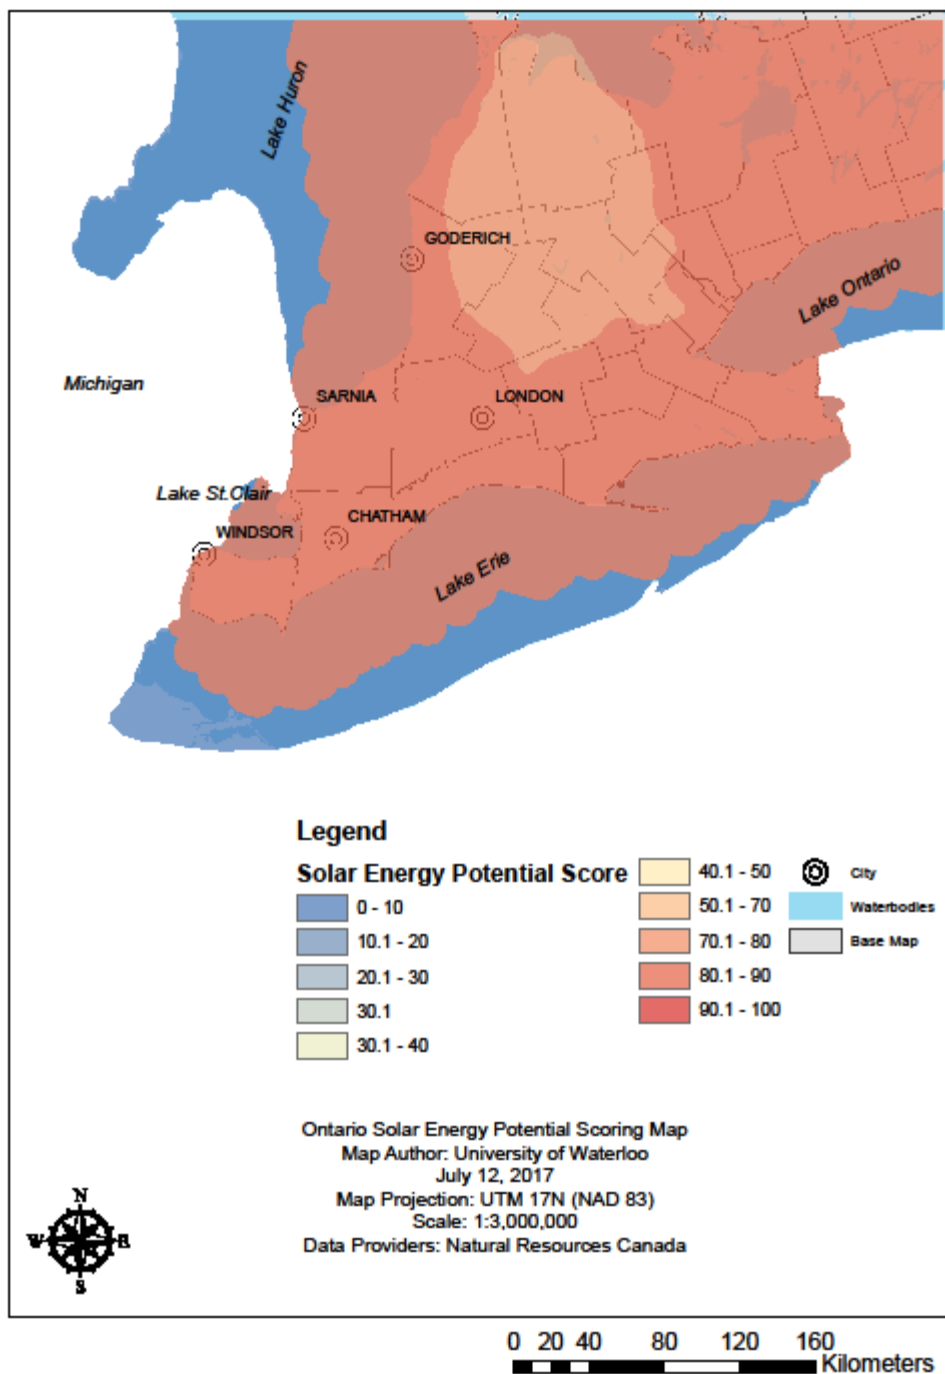 Lake Huron
GODERICH
Lake Ontario
Michigan
SARNIA
LONDON
Lake St.Clair
WINDSOR
CHATHAM
Lake Erie
Legend
Solar Energy Potential Score
0 - 10
10.1 - 20
20.1 - 30
30.1
30.1 - 40
40.1 - 50
50.1 - 70
70.1 - 80
80.1 - 90
90.1 - 100
City
Waterbodies
Base Map
Ontario Solar Energy Potential Scoring Map
Map Author: University of Waterloo
July 12, 2017
Map Projection: UTM 17N (NAD 83)
Scale: 1:3,000,000
Data Providers: Natural Resources Canada
N
W E
S
0 20 40 80 120 160
Kilometers